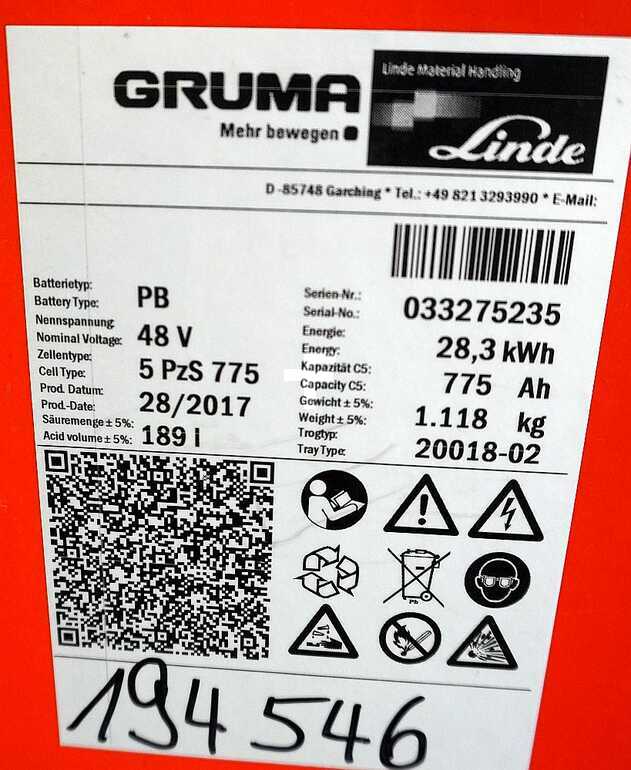 GRUMA
Mehr bewegen
Linde Material Handling
Linde
D-85748 Garching * Tel.: +49 821 3293990 * E-Mail:
Batterietyp:
Battery Type: PB
Nennspannung
Nominal Voltage: 48 V
Zellentype:
Cell Type: 5 PzS 775
Prod. Datum:
Prod.-Date: 28/2017
Säuremenge ± 5%:
Acid volume ± 5%: 189 l
Serien-Nr.:
Serial-No.: 033275235
Energie:
Energy: 28,3 kWh
Kapazität C5:
Capacity C5: 775 Ah
Gewicht ± 5%:
Weight ± 5%: 1.118 kg
Trogtyp:
Tray Type: 20018-02
Pb
194 546